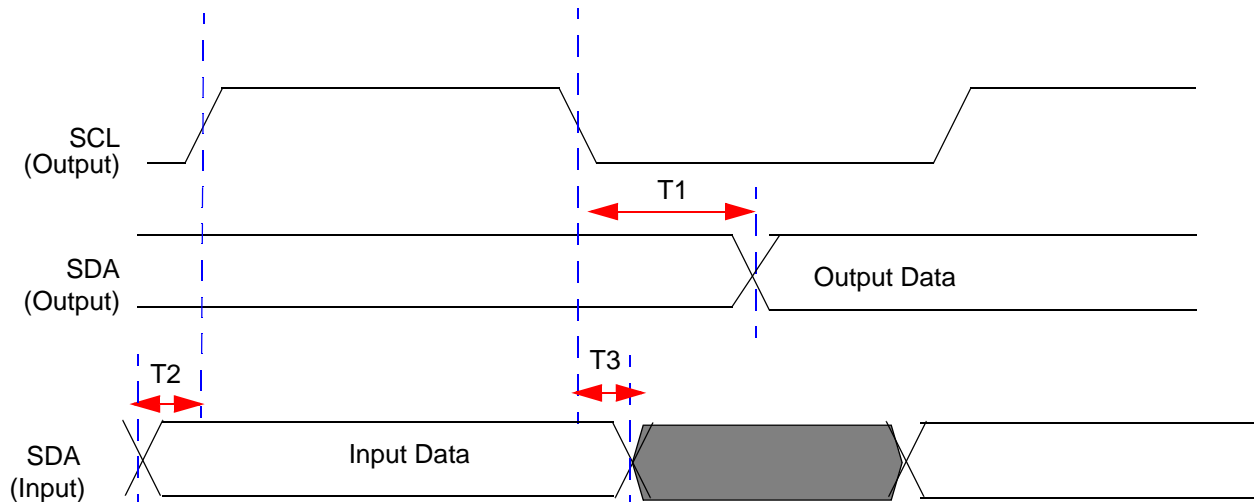 SCL
(Output)
T1
SDA
(Output)
Output Data
T2
T3
SDA
(Input)
Input Data